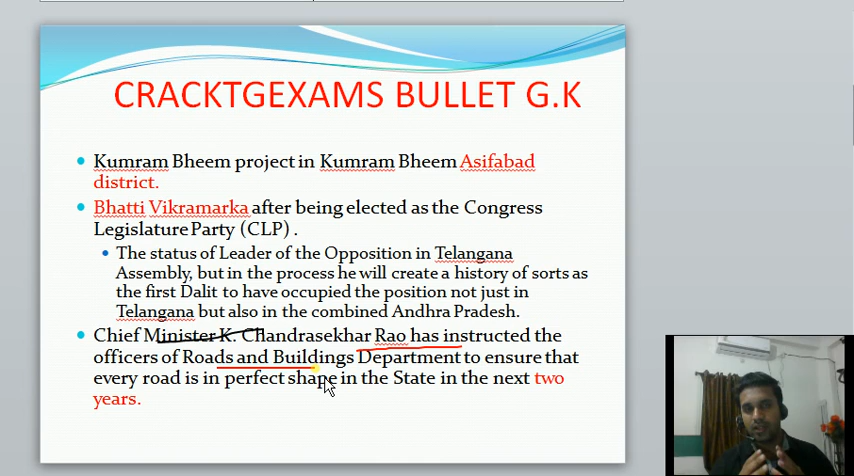 CRACKTGEXAMS BULLET G.K
Kumram Bheem project in Kumram Bheem Asifabad
district.
Bhatti Vikramarka after being elected as the Congress
Legislature Party (CLP) .
The status of Leader of the Opposition in Telangana
Assembly, but in the process he will create a history of sorts as
the first Dalit to have occupied the position not just in
Telangana but also in the combined Andhra Pradesh.
Chief Minister K. Chandrasekhar Rao has instructed the
officers of Roads and Buildings Department to ensure that
every road is in perfect shape in the State in the next two
years.